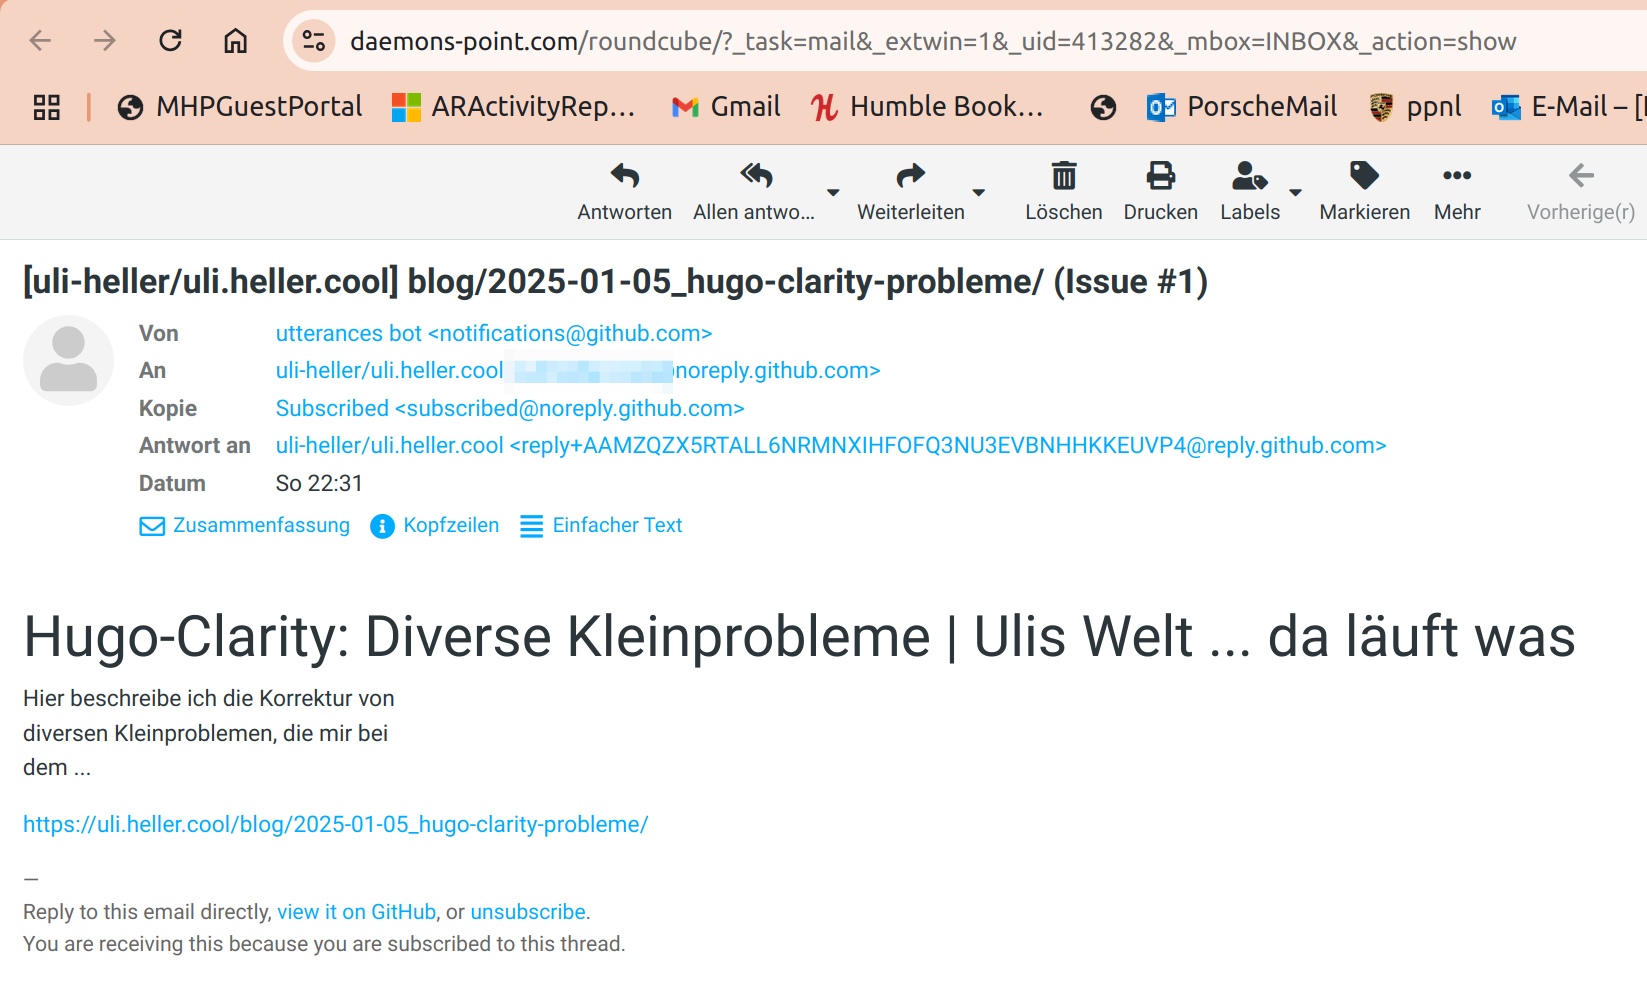 daemons-point.com/roundcube/?_task=mail&_extwin=1&_uid=413282&_mbox=INBOX&_action=show
MHPGuestPortal ARActivityRep... Gmail Humble Book... PorscheMail ppnl E-Mail – [
Antworten Allen antwo... Weiterleiten Löschen Drucken Labels Markieren Mehr Vorherige(r)
[uli-heller/uli.heller.cool] blog/2025-01-05_hugo-clarity-probleme/ (Issue #1)
Von utterances bot <notifications@github.com>
An uli-heller/uli.heller.cool noreply.github.com>
Kopie Subscribed <subscribed@noreply.github.com>
Antwort an uli-heller/uli.heller.cool <reply+AAMZQZX5RTALL6NRMNXIHFOFQ3NU3EVBNHHKKEUVP4@reply.github.com>
Datum So 22:31
Zusammenfassung Kopfzeilen Einfacher Text
Hugo-Clarity: Diverse Kleinprobleme | Ulis Welt ... da läuft was
Hier beschreibe ich die Korrektur von
diversen Kleinproblemen, die mir bei
dem ...
https://uli.heller.cool/blog/2025-01-05_hugo-clarity-probleme/
—
Reply to this email directly, view it on GitHub, or unsubscribe.
You are receiving this because you are subscribed to this thread.